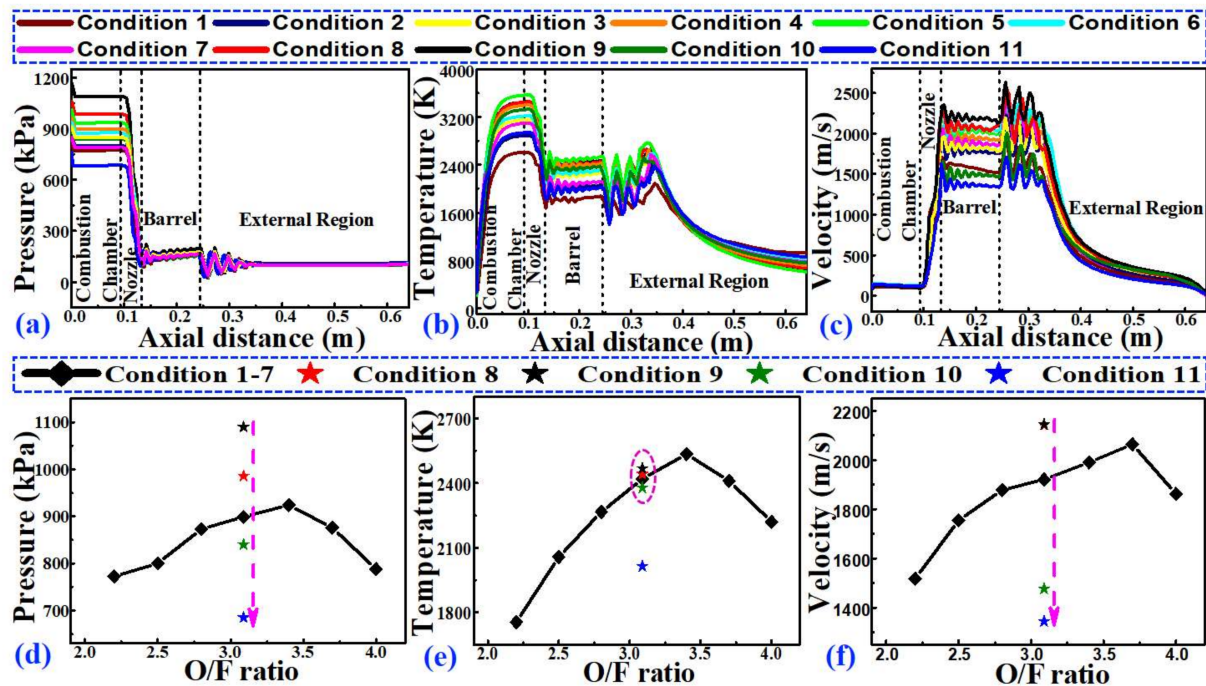 Condition 1 Condition 2 Condition 3 Condition 4 Condition 5 Condition 6
Condition 7 Condition 8 Condition 9 Condition 10 Condition 11
1200
900
600
300
0
Pressure (kPa)
Combustion
Chamber
Nozzle
Barrel
External Region
0.0 0.1 0.2 0.3 0.4 0.5 0.6
Axial distance (m)
(a)
4000
3200
2400
1600
800
0
Temperature (K)
Combustion
Chamber
Nozzle
Barrel
External Region
0.0 0.1 0.2 0.3 0.4 0.5 0.6
Axial distance (m)
(b)
2500
2000
1500
1000
500
0
Velocity (m/s)
Combustion
Chamber
Nozzle
Barrel
External Region
0.0 0.1 0.2 0.3 0.4 0.5 0.6
Axial distance (m)
(c)
Condition 1-7 Condition 8 Condition 9 Condition 10 Condition 11
1100
1000
900
800
700
Pressure (kPa)
2.0 2.5 3.0 3.5 4.0
O/F ratio
(d)
2700
2400
2100
1800
Temperature (K)
2.0 2.5 3.0 3.5 4.0
O/F ratio
(e)
2200
2000
1800
1600
1400
Velocity (m/s)
2.0 2.5 3.0 3.5 4.0
O/F ratio
(f)